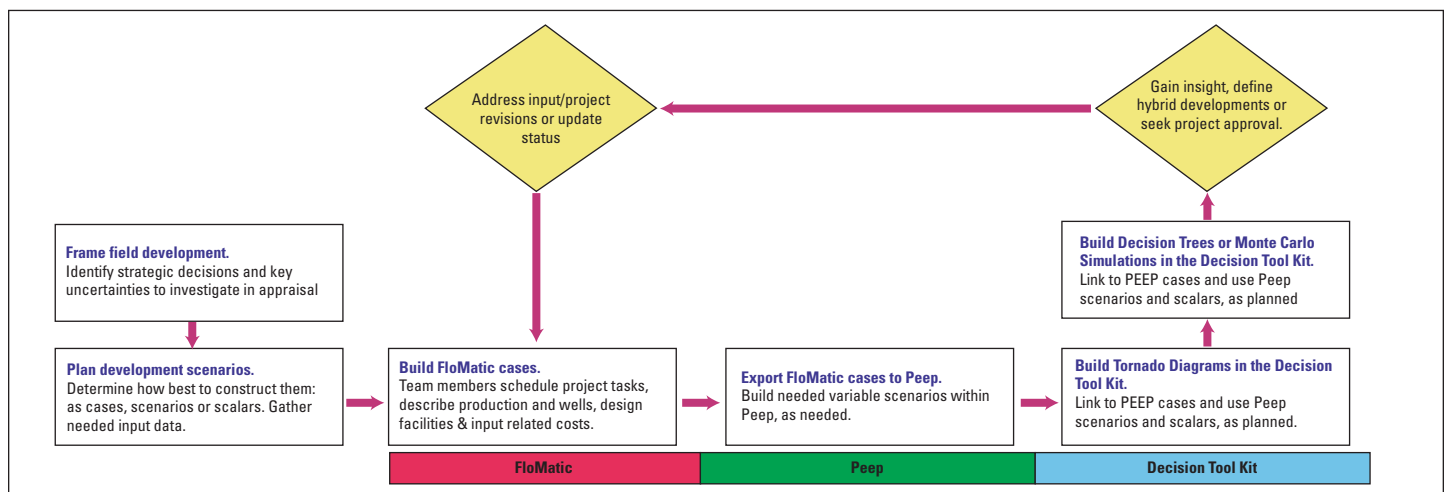 Address input/project
revisions or update
status
Gain insight, define
hybrid developments or
seek project approval.
Frame field development.
Identify strategic decisions and key
uncertainties to investigate in appraisal
Build Decision Trees or Monte Carlo
Simulations in the Decision Tool Kit.
Link to PEEP cases and use Peep
scenarios and scalars, as planned
Plan development scenarios.
Determine how best to construct them:
as cases, scenarios or scalars. Gather
needed input data.
Build FloMatic cases.
Team members schedule project tasks,
describe production and wells, design
facilities & input related costs.
Export FloMatic cases to Peep.
Build needed variable scenarios within
Peep, as needed.
Build Tornado Diagrams in the Decision
Tool Kit.
Link to PEEP cases and use Peep
scenarios and scalars, as planned.
FloMatic
Peep
Decision Tool Kit